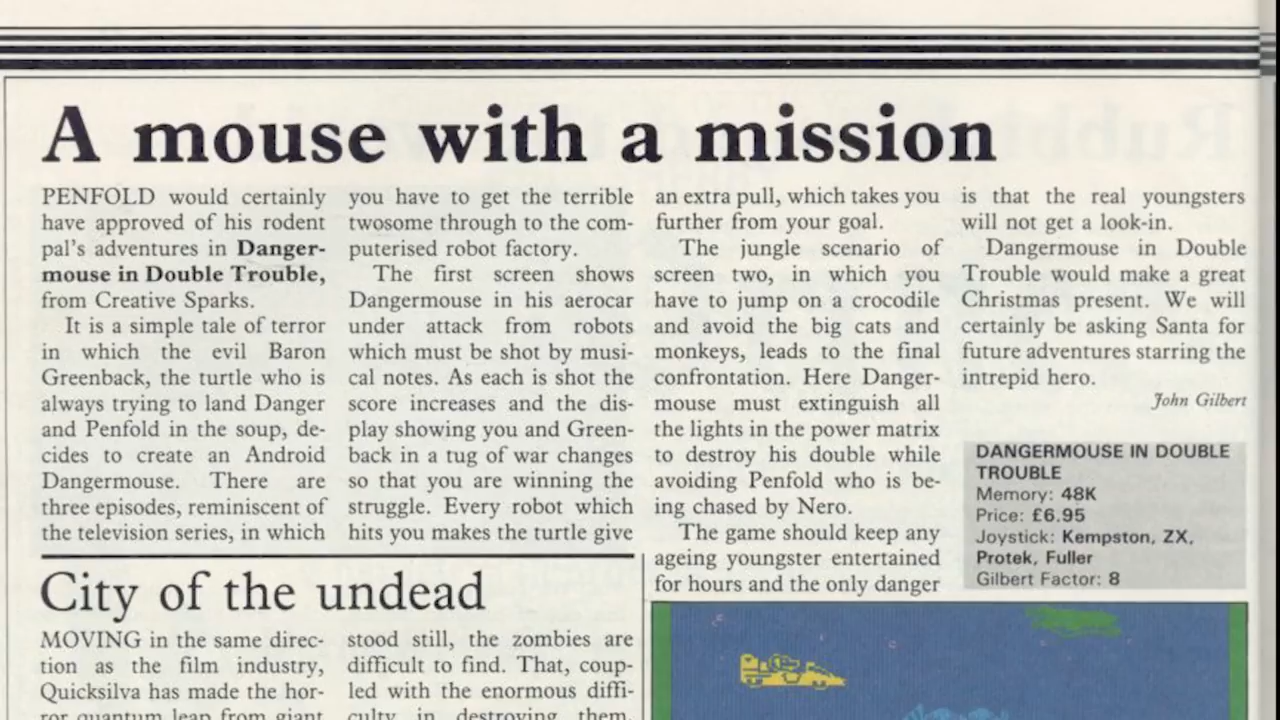 A mouse with a mission
PENFOLD would certainly
have approved of his rodent
pal's adventures in Danger-
mouse in Double Trouble,
from Creative Sparks.
It is a simple tale of terror
in which the evil Baron
Greenback, the turtle who is
always trying to land Danger
and Penfold in the soup, de-
cides to create an Android
Dangermouse. There are
three episodes, reminiscent of
the television series, in which
you have to get the terrible
twosome through to the com-
puterised robot factory.
The first screen shows
Dangermouse in his aerocar
under attack from robots
which must be shot by musi-
cal notes. As each is shot the
score increases and the dis-
play showing you and Green-
back in a tug of war changes
so that you are winning the
struggle. Every robot which
hits you makes the turtle give
an extra pull, which takes you
further from your goal.
The jungle scenario of
screen two, in which you
have to jump on a crocodile
and avoid the big cats and
monkeys, leads to the final
confrontation. Here Danger-
mouse must extinguish all
the lights in the power matrix
to destroy his double while
avoiding Penfold who is be-
ing chased by Nero.
The game should keep any
ageing youngster entertained
for hours and the only danger
is that the real youngsters
will not get a look-in.
Dangermouse in Double
Trouble would make a great
Christmas present. We will
certainly be asking Santa for
future adventures starring the
intrepid hero.
John Gilbert
DANGERMOUSE IN DOUBLE
TROUBLE
Memory: 48K
Price: £6.95
Joystick: Kempston, ZX,
Protek, Fuller
Gilbert Factor: 8
City of the undead
MOVING in the same direc-
tion as the film industry,
Quicksilva has made the hor-
ror quantum leap from giant
stood still, the zombies are
difficult to find. That, coup-
led with the enormous diffi-
culty in destroying them,